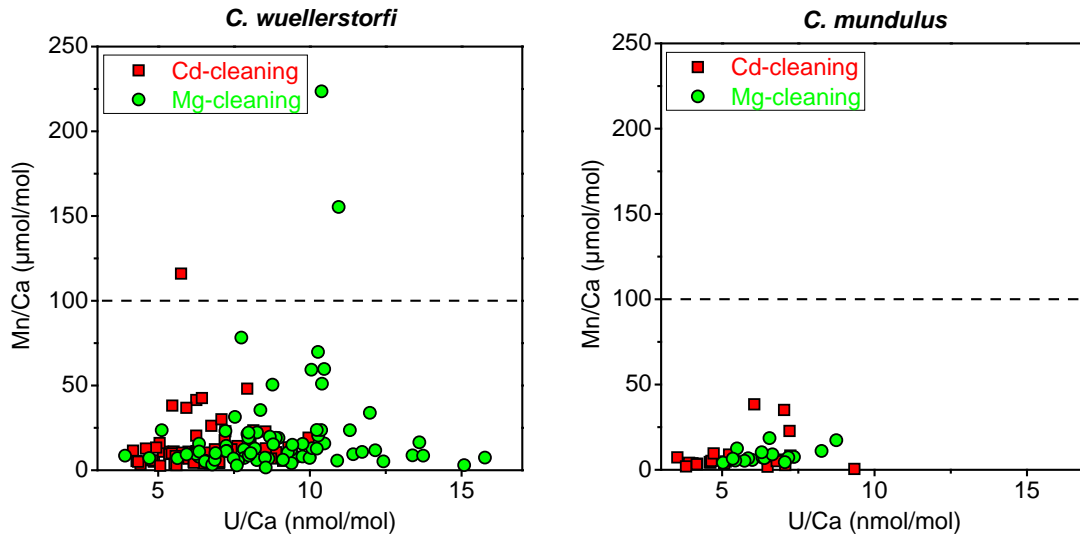 C. wuellerstorfi
250
200
150
100
50
0
Mn/Ca (μmol/mol)
Cd-cleaning
Mg-cleaning
5
10
15
U/Ca (nmol/mol)
C. mundulus
250
200
150
100
50
0
Mn/Ca (μmol/mol)
Cd-cleaning
Mg-cleaning
5
10
15
U/Ca (nmol/mol)